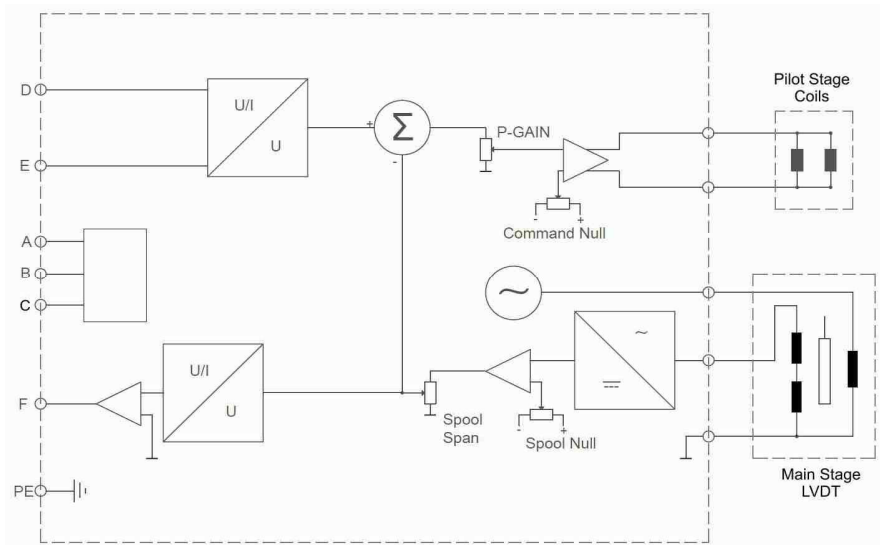 Pilot Stage
Coils
D
U/I
U
+
Σ
-
P-GAIN
E
- +
Command Null
A
B
C
~
~
U/I
U
F
Spool
Span
- +
Spool Null
PE
Main Stage
LVDT